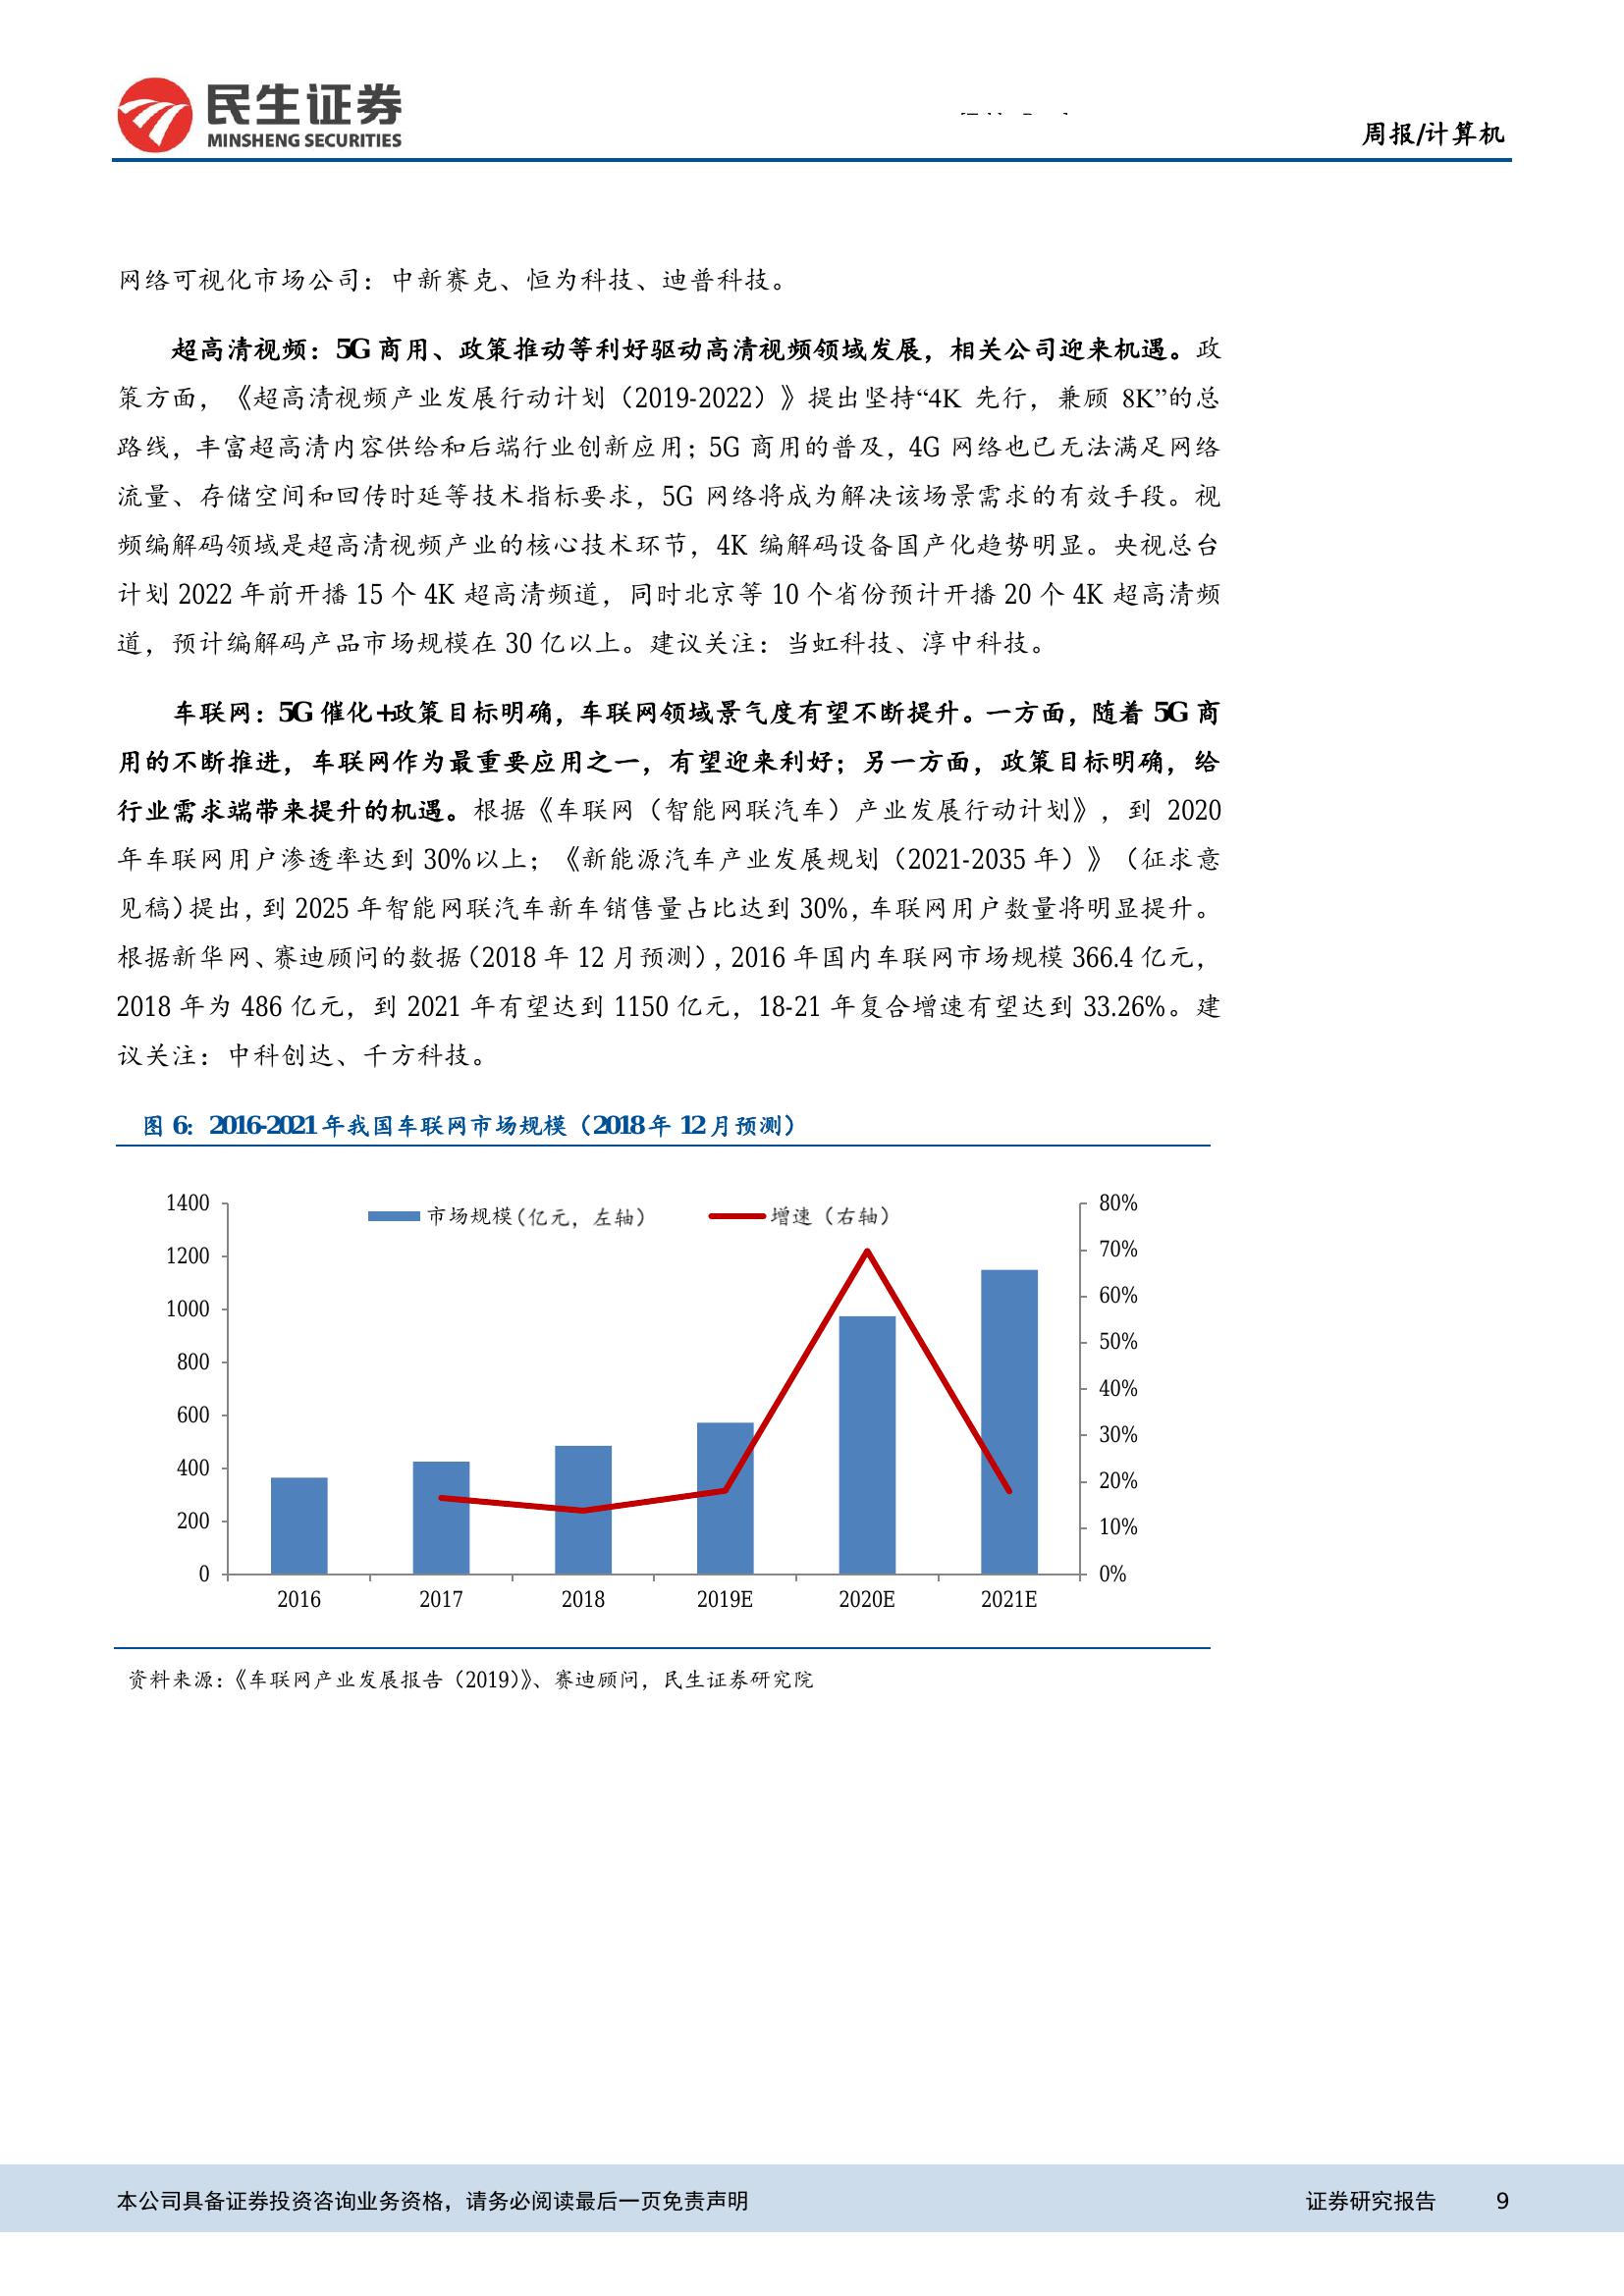 民生证券
MINSHENG SECURITIES
周报/计算机
网络可视化市场公司：中新赛克、恒为科技、迪普科技。
超高清视频：5G 商用、政策推动等利好驱动高清视频领域发展，相关公司迎来机遇。政
策方面，《超高清视频产业发展行动计划（2019-2022）》提出坚持“4K 先行，兼顾 8K”的总
路线，丰富超高清内容供给和后端行业创新应用；5G 商用的普及，4G 网络也已无法满足网络
流量、存储空间和回传时延等技术指标要求，5G 网络将成为解决该场景需求的有效手段。视
频编解码领域是超高清视频产业的核心技术环节，4K 编解码设备国产化趋势明显。央视总台
计划 2022 年前开播 15 个 4K 超高清频道，同时北京等 10 个省份预计开播 20 个 4K 超高清频
道，预计编解码产品市场规模在 30 亿以上。建议关注：当虹科技、淳中科技。
车联网：5G 催化+政策目标明确，车联网领域景气度有望不断提升。一方面，随着 5G 商
用的不断推进，车联网作为最重要应用之一，有望迎来利好；另一方面，政策目标明确，给
行业需求端带来提升的机遇。根据《车联网（智能网联汽车）产业发展行动计划》，到 2020
年车联网用户渗透率达到 30%以上；《新能源汽车产业发展规划（2021-2035 年）》（征求意
见稿）提出，到 2025 年智能网联汽车新车销售量占比达到 30%，车联网用户数量将明显提升。
根据新华网、赛迪顾问的数据（2018 年 12 月预测），2016 年国内车联网市场规模 366.4 亿元，
2018 年为 486 亿元，到 2021 年有望达到 1150 亿元，18-21 年复合增速有望达到 33.26%。建
议关注：中科创达、千方科技。
图 6：2016-2021 年我国车联网市场规模（2018 年 12 月预测）
市场规模（亿元，左轴） 增速（右轴）
1400 80%
1200 70%
1000 60%
800 50%
600 40%
400 30%
200 20%
0 10%
0%
2016 2017 2018 2019E 2020E 2021E
资料来源：《车联网产业发展报告（2019）》、赛迪顾问，民生证券研究院
本公司具备证券投资咨询业务资格，请务必阅读最后一页免责声明 证券研究报告 9